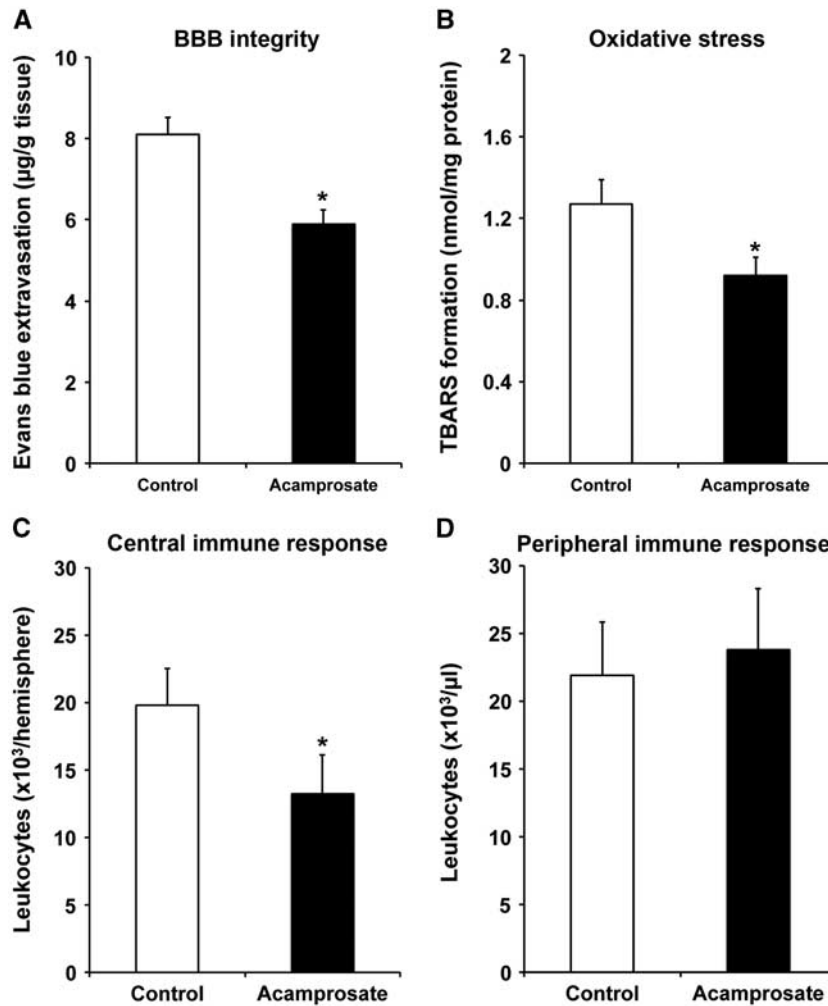 A
BBB integrity
Evans blue extravasation (µg/g tissue)
10
8
6
4
2
0
*
Control Acamprosate
B
Oxidative stress
TBARS formation (nmol/mg protein)
2
1.6
1.2
0.8
0.4
0
*
Control Acamprosate
C
Central immune response
Leukocytes (x10³/hemisphere)
30
25
20
15
10
5
0
*
Control Acamprosate
D
Peripheral immune response
Leukocytes (x10³/µl)
30
25
20
15
10
5
0
Control Acamprosate